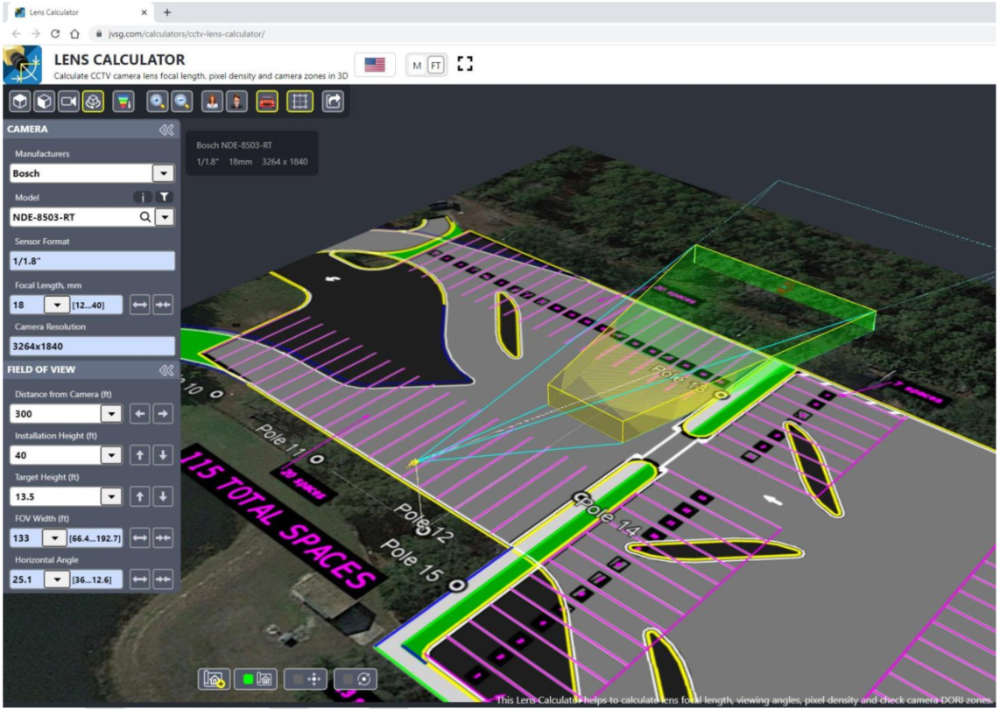 Lens Calculator
jvsg.com/calculators/cctv-lens-calculator/
LENS CALCULATOR
Calculate CCTV camera lens focal length, pixel density and camera zones in 3D
M FT
CAMERA
Manufacturers
Bosch
Model
NDE-8503-RT
Sensor Format
1/1.8"
Focal Length, mm
18 [12...40]
Camera Resolution
3264x1840
FIELD OF VIEW
Distance from Camera (ft)
300
Installation Height (ft)
40
Target Height (ft)
13.5
FOV Width (ft)
133 [66.4...192.7]
Horizontal Angle
25.1 [36...12.6]
Bosch NDE-8503-RT
1/1.8" 18mm 3264 x 1840
20 spaces
Pole 13
7 spaces
10
Pole 11
20 spaces
115 TOTAL SPACES
Pole 12
Pole 14
Pole 15
This Lens Calculator helps to calculate lens focal length, viewing angles, pixel density and check camera DORI zones